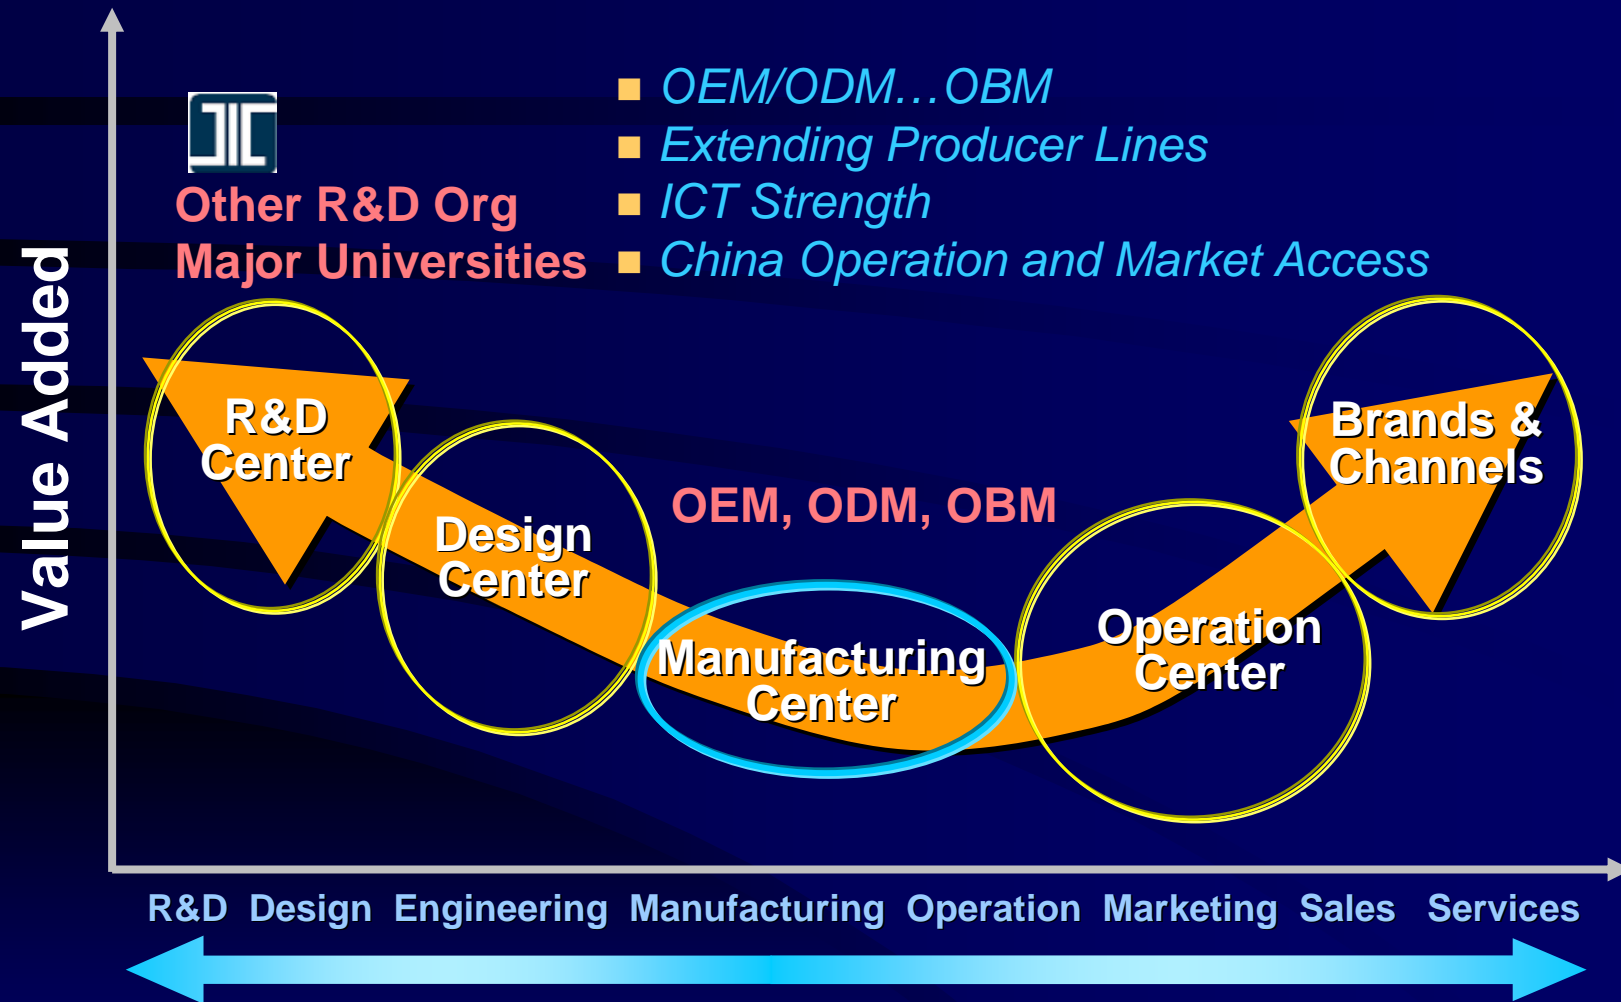 OEM/ODM…OBM
Extending Producer Lines
ICT Strength
China Operation and Market Access
Other R&D Org
Major Universities
Value Added
R&D
Center
Design
Center
OEM, ODM, OBM
Manufacturing
Center
Operation
Center
Brands &
Channels
R&D Design Engineering Manufacturing Operation Marketing Sales Services